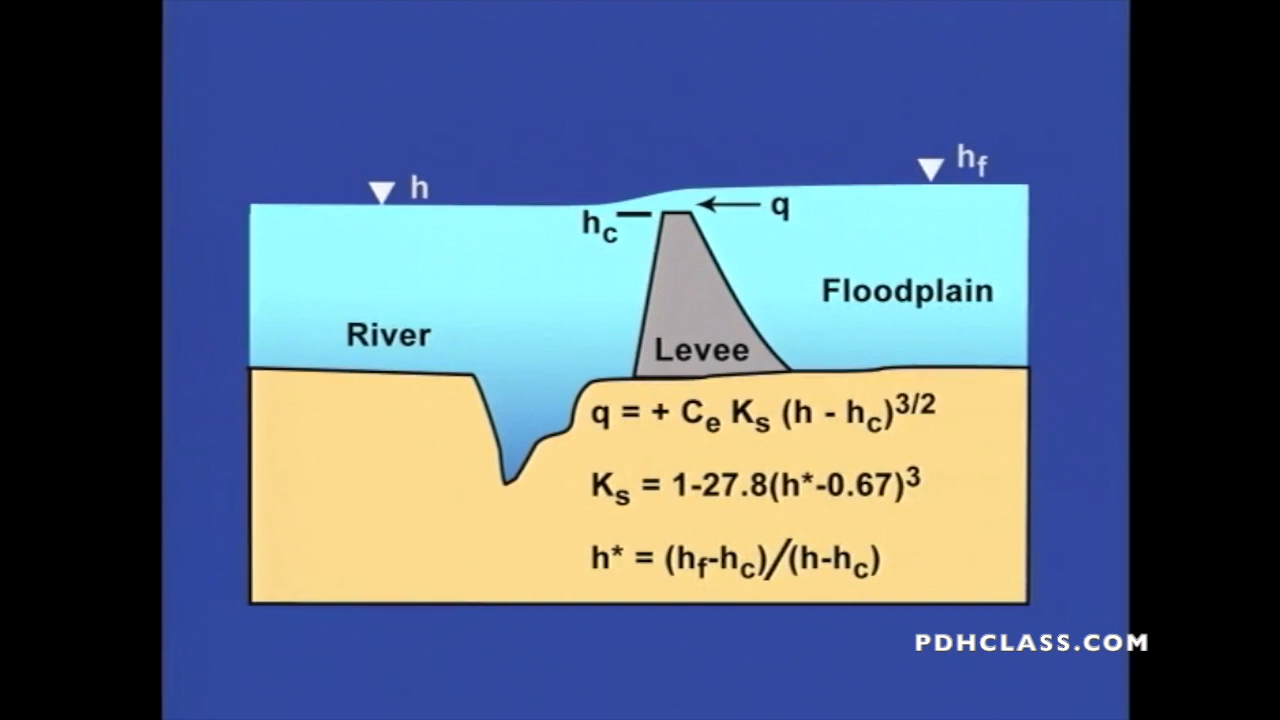 h
h_f
h_c
q
Floodplain
River
Levee
q = + C_e K_s (h - h_c)^3/2
K_s = 1-27.8(h*-0.67)^3
h* = (h_f-h_c)/(h-h_c)
PDHCLASS.COM